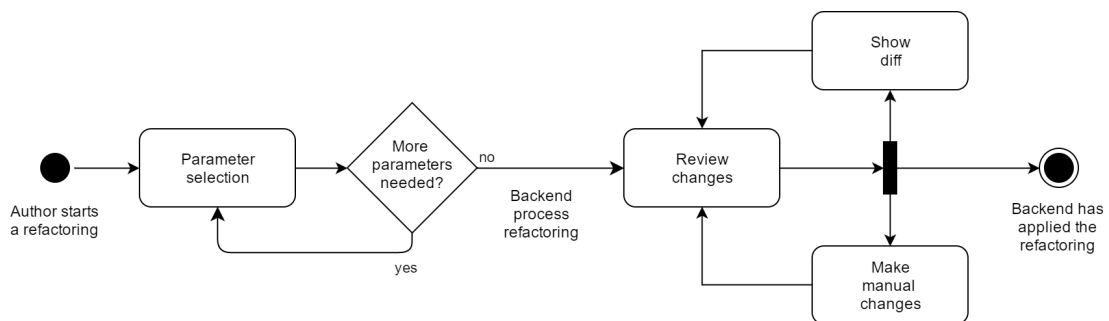 Author starts
a refactoring
Parameter
selection
More
parameters
needed?
yes
no
Backend
process
refactoring
Review
changes
Show
diff
Make
manual
changes
Backend has
applied the
refactoring